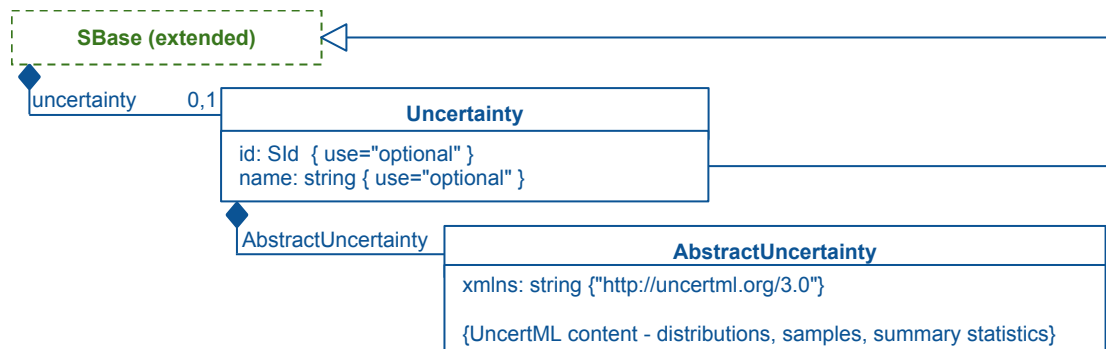 SBase (extended)
uncertainty 0,1
Uncertainty
id: SId { use="optional" }
name: string { use="optional" }
AbstractUncertainty
AbstractUncertainty
xmlns: string {"http://uncertml.org/3.0"}
{UncertML content - distributions, samples, summary statistics}